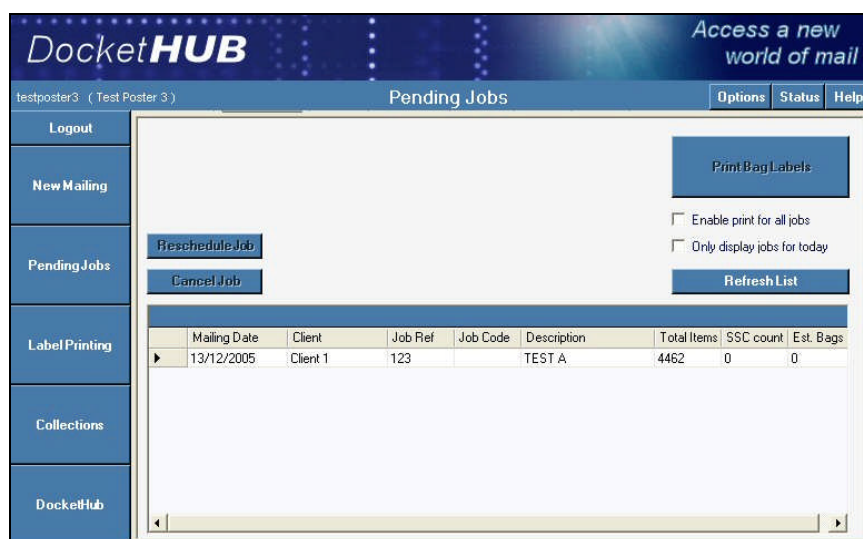 DocketHUB
Access a new
world of mail
testposter3 ( Test Poster 3 )
Pending Jobs
Options
Status
Help
Logout
New Mailing
Pending Jobs
Label Printing
Collections
DocketHub
Print Bag Labels
Enable print for all jobs
Only display jobs for today
Reschedule Job
Cancel Job
Refresh List
Mailing Date Client Job Ref Job Code Description Total Items SSC count Est. Bags
13/12/2005 Client 1 123 TEST A 4462 0 0